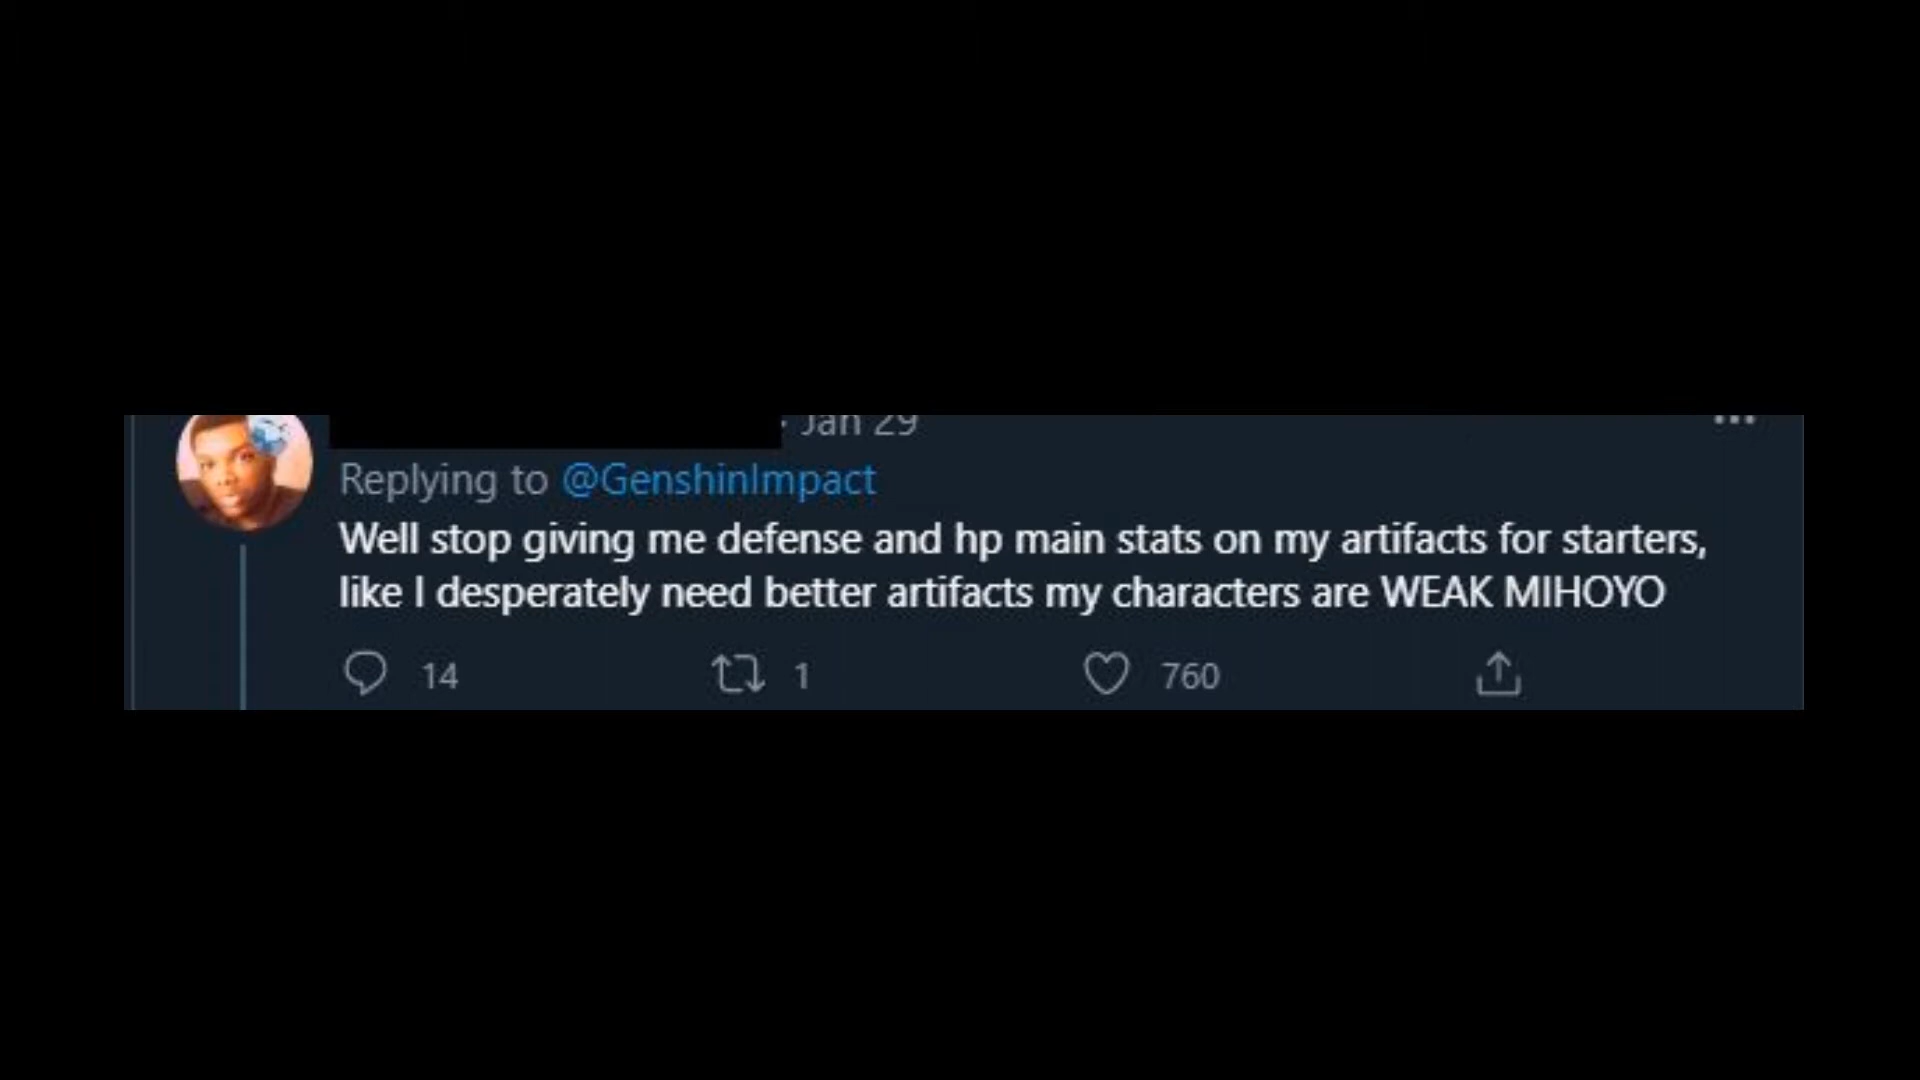 · Jan 29
Replying to @GenshinImpact
Well stop giving me defense and hp main stats on my artifacts for starters,
like I desperately need better artifacts my characters are WEAK MIHOYO
14 1 760